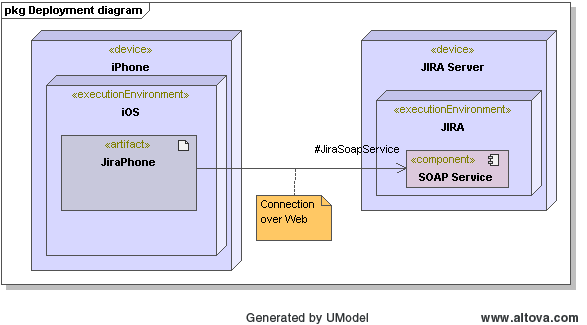 pkg Deployment diagram
«device»
iPhone
«executionEnvironment»
iOS
«artifact»
JiraPhone
«device»
JIRA Server
«executionEnvironment»
JIRA
#JiraSoapService
«component»
SOAP Service
Connection
over Web
Generated by UModel
www.altova.com